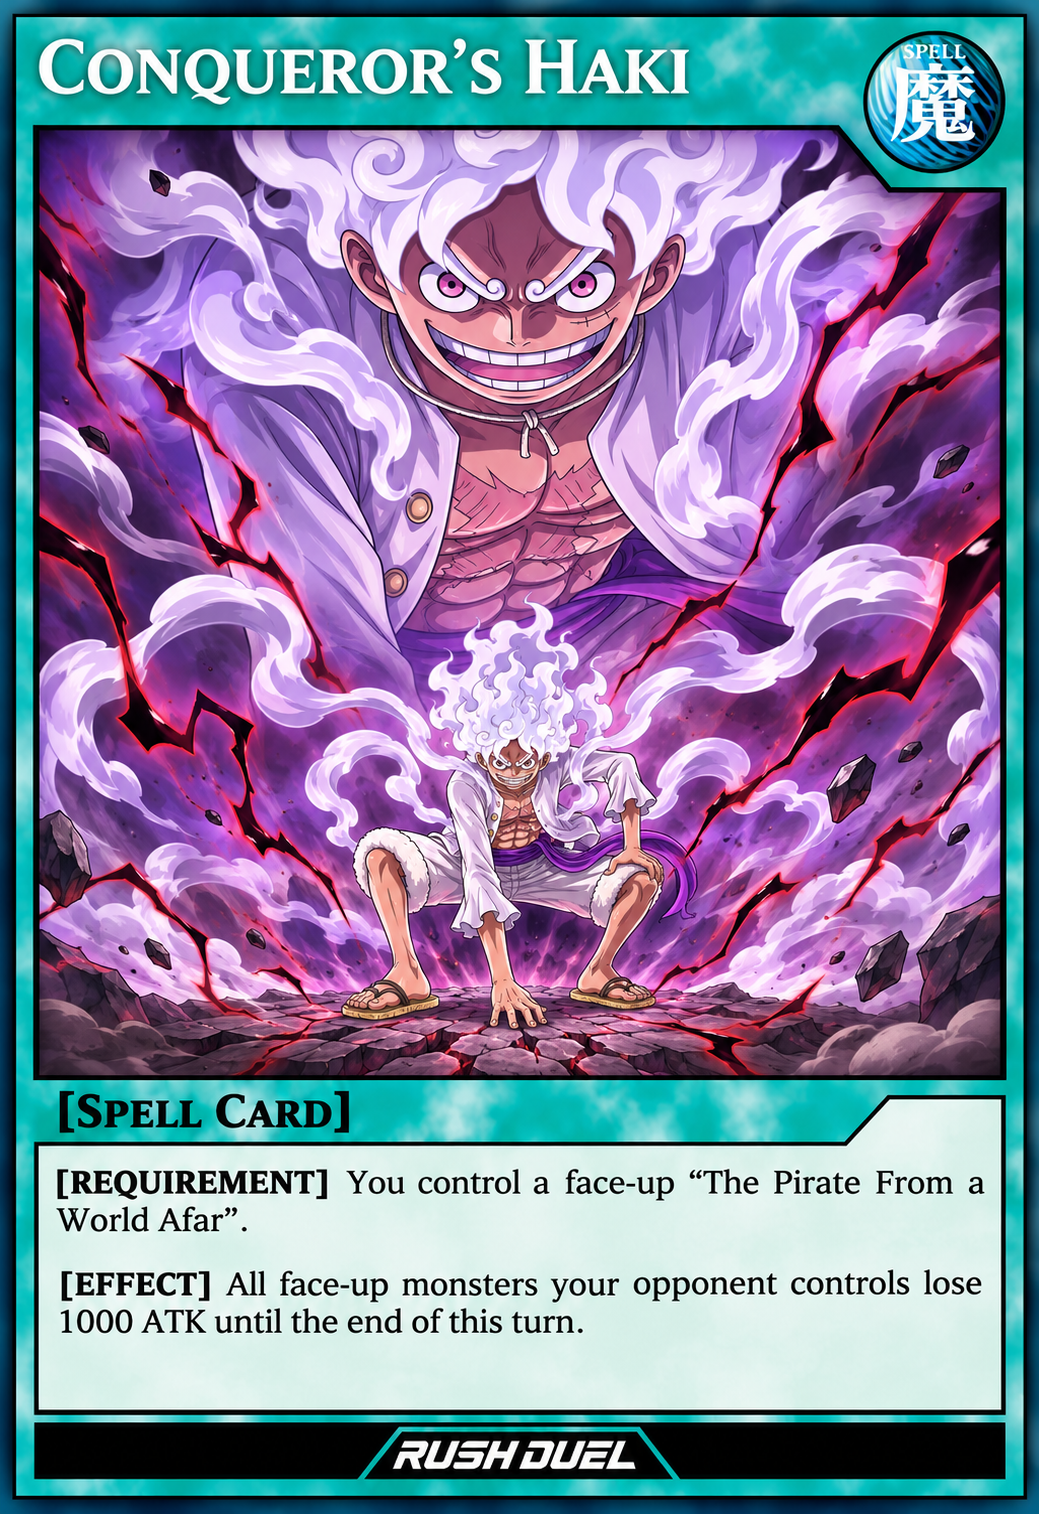 CONQUEROR’S HAKI
SPELL
魔
[SPELL CARD]
[REQUIREMENT] You control a face-up “The Pirate From a
World Afar”.
[EFFECT] All face-up monsters your opponent controls lose
1000 ATK until the end of this turn.
RUSH DUEL